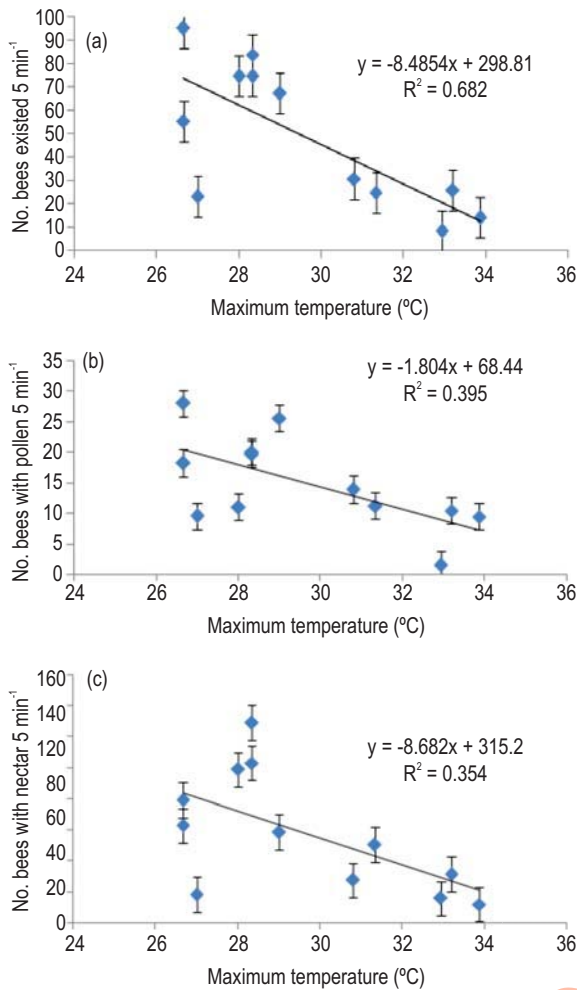 (a)
y = -8.4854x + 298.81
R² = 0.682
No. bees existed 5 min⁻¹
100
90
80
70
60
50
40
30
20
10
0
24 26 28 30 32 34 36
Maximum temperature (ºC)
(b)
y = -1.804x + 68.44
R² = 0.395
No. bees with pollen 5 min⁻¹
35
30
25
20
15
10
5
0
24 26 28 30 32 34 36
Maximum temperature (ºC)
(c)
y = -8.682x + 315.2
R² = 0.354
No. bees with nectar 5 min⁻¹
160
140
120
80
60
40
20
0
24 26 28 30 32 34 36
Maximum temperature (ºC)